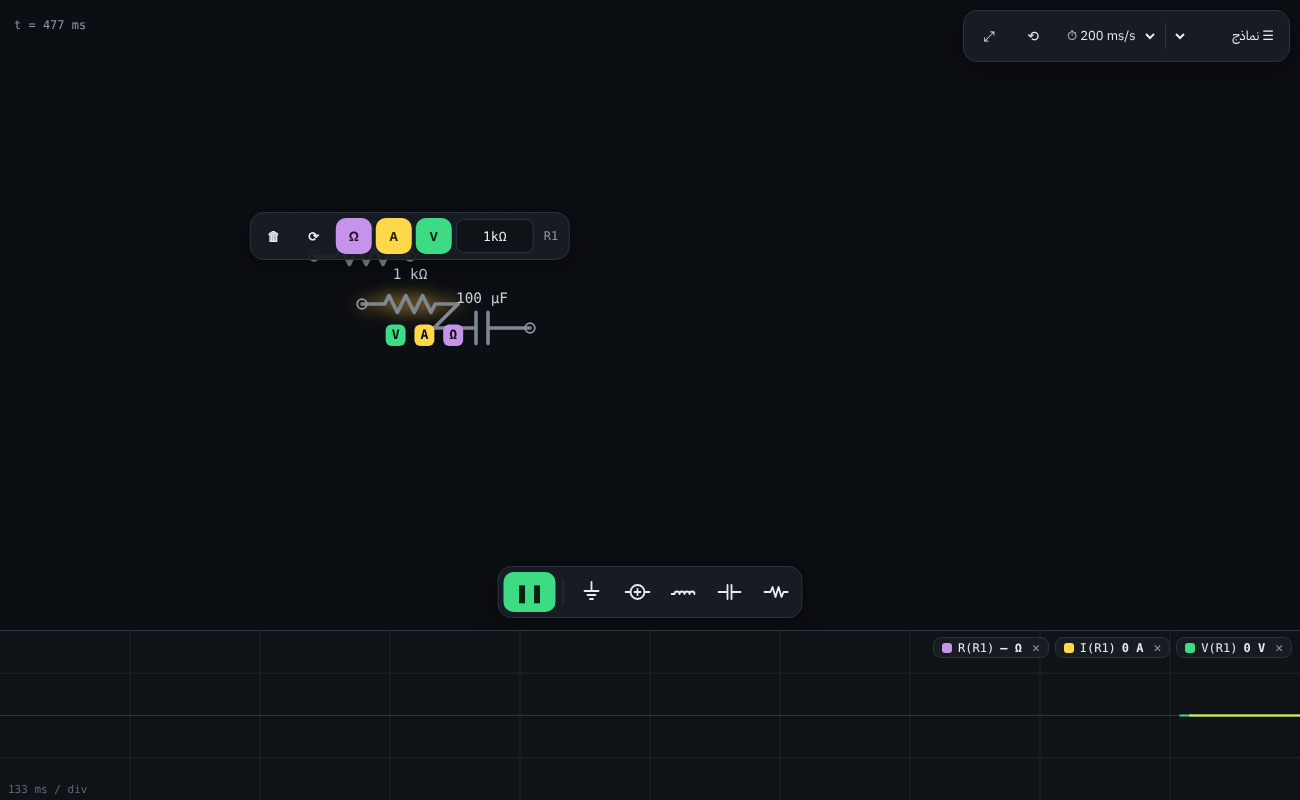 t = 477 ms
200 ms/s
☰ نماذج
Ω A V 1kΩ R1
1 kΩ
100 µF
V A Ω
R(R1) — Ω ×
I(R1) 0 A ×
V(R1) 0 V ×
133 ms / div